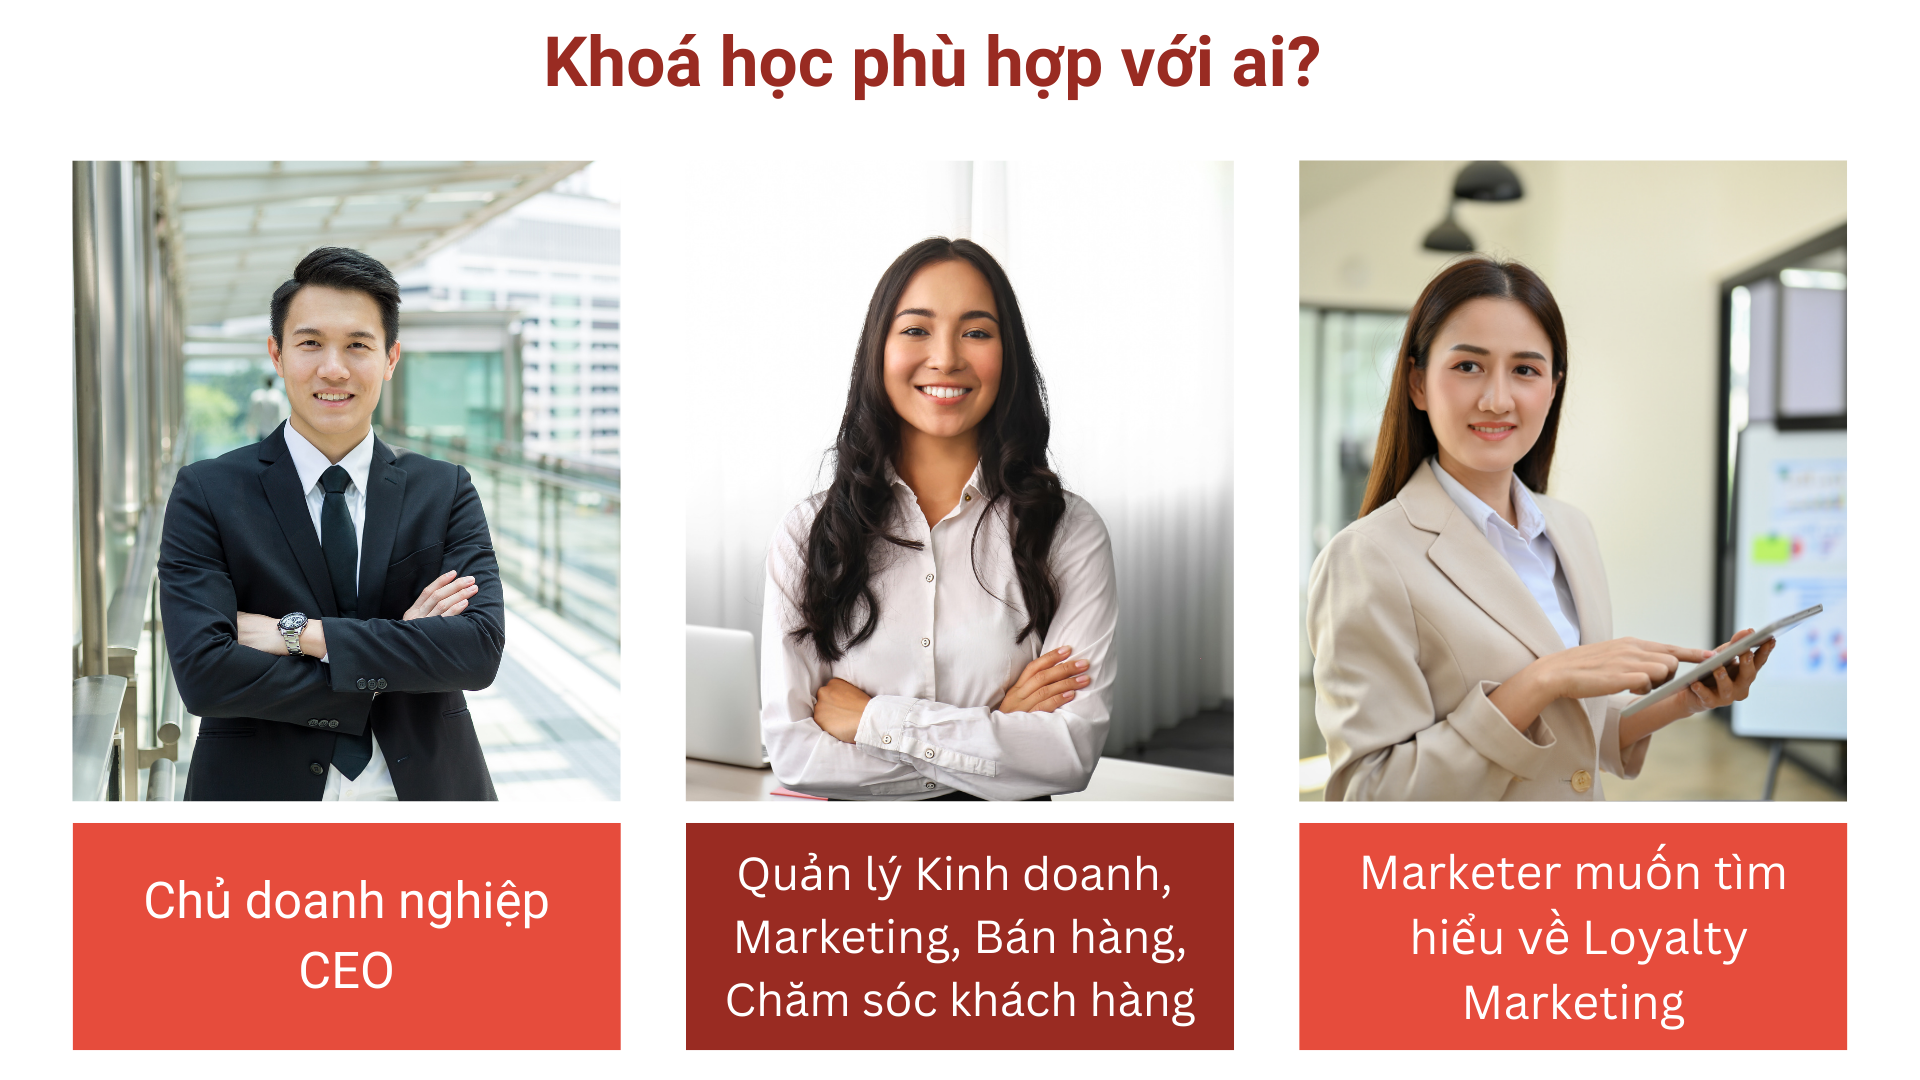 Khoá học phù hợp với ai?
Chủ doanh nghiệp
CEO
Quản lý Kinh doanh,
Marketing, Bán hàng,
Chăm sóc khách hàng
Marketer muốn tìm
hiểu về Loyalty
Marketing